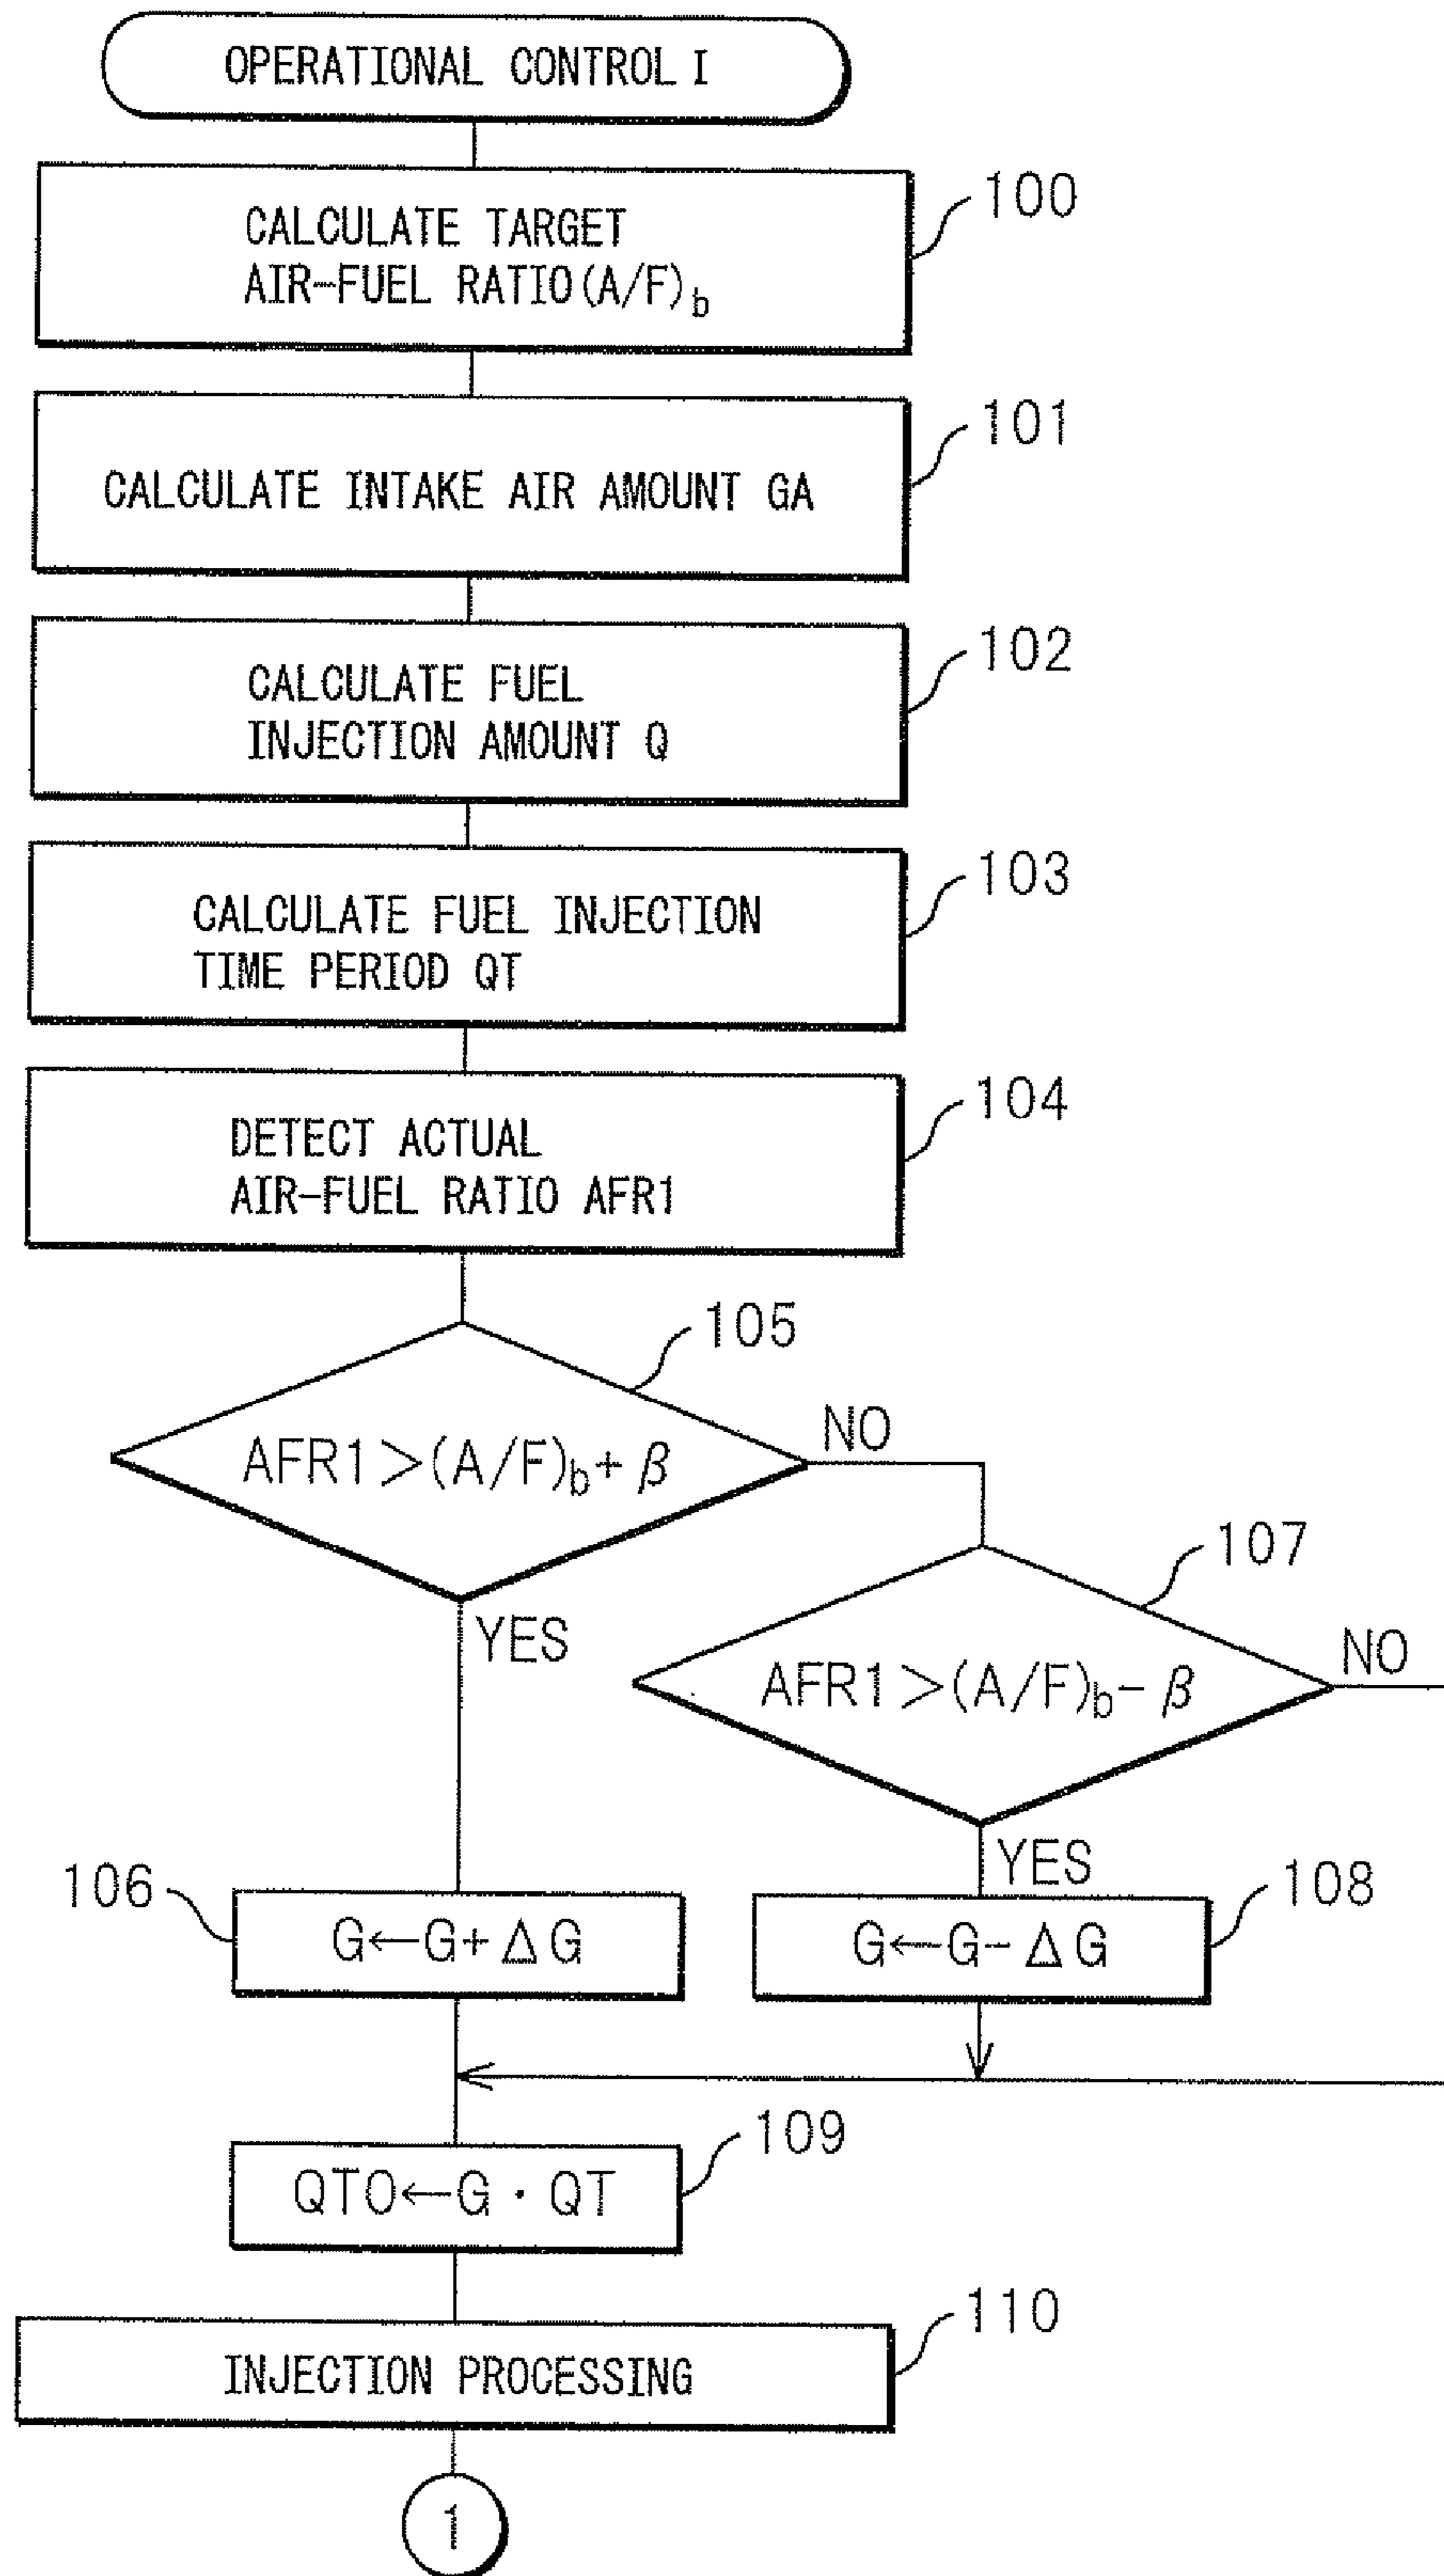 OPERATIONAL CONTROL I
CALCULATE TARGET
AIR-FUEL RATIO(A/F)b
100
CALCULATE INTAKE AIR AMOUNT GA
101
CALCULATE FUEL
INJECTION AMOUNT Q
102
CALCULATE FUEL INJECTION
TIME PERIOD QT
103
DETECT ACTUAL
AIR-FUEL RATIO AFR1
104
105
AFR1>(A/F)b+β
NO
YES
107
AFR1>(A/F)b-β
NO
YES
106
G←G+ΔG
108
G←G-ΔG
109
QTO←G・QT
110
INJECTION PROCESSING
1